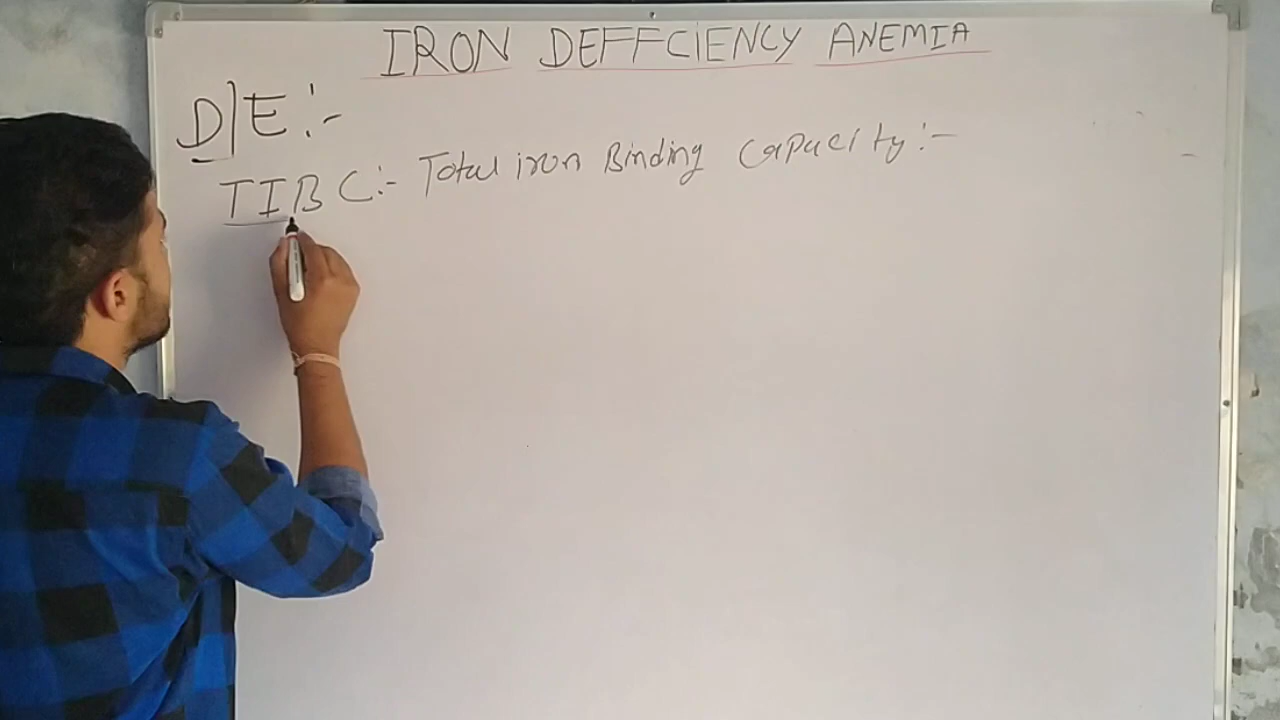 IRON DEFFCIENCY ANEMIA
D/E:-
TIBC:- Total iron Binding Capacity:-